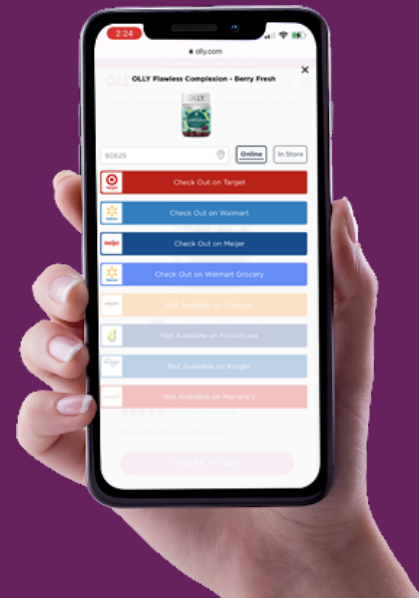 2:24
olly.com
OLLY Flawless Complexion - Berry Fresh
OLLY
60629
Online
In Store
Check Out on Target
Check Out on Walmart
meijer
Check Out on Meijer
Check Out on Walmart Grocery
Not Available on Amazon
Not Available on
Not Available on Kroger
Not Available on Mariano's